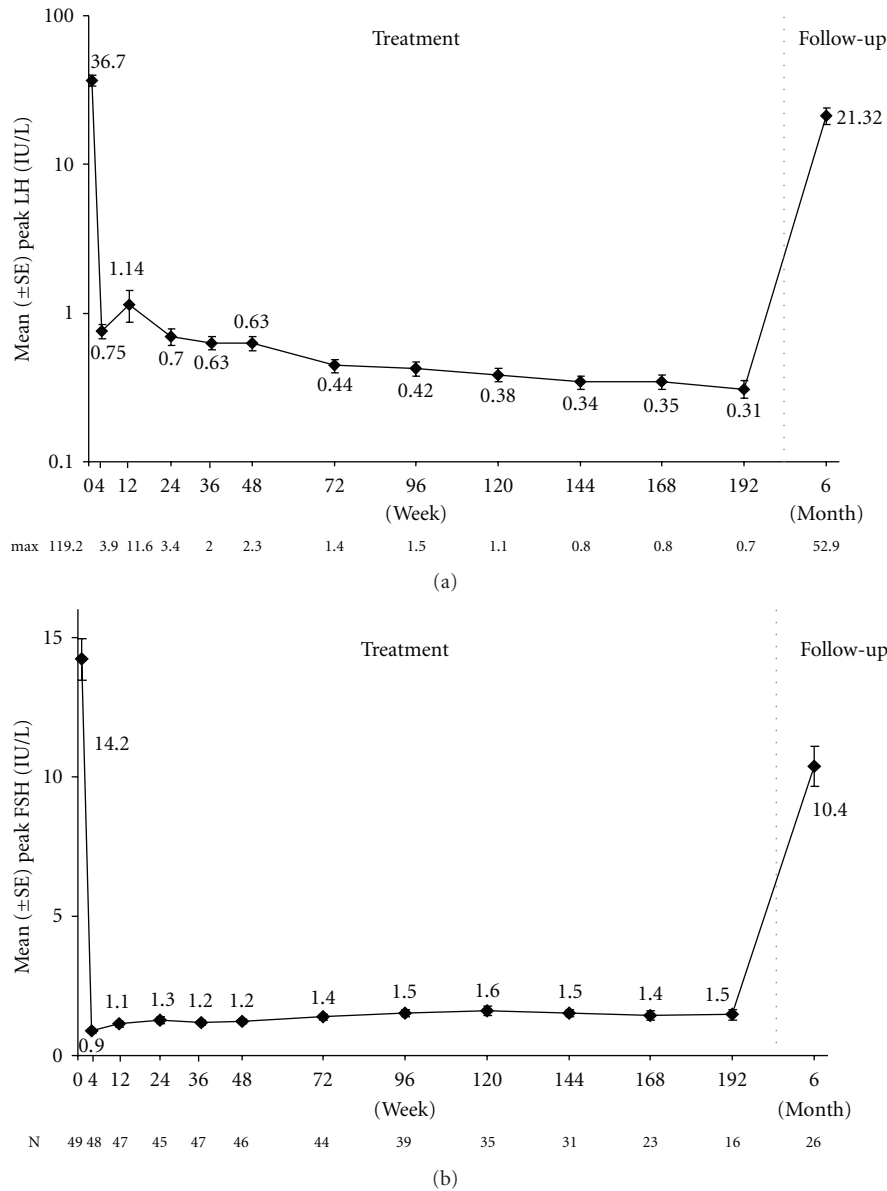 100
10
1
0.1
Mean (±SE) peak LH (IU/L)
Treatment Follow-up
36.7
0.75
1.14
0.7
0.63
0.63
0.44
0.42
0.38
0.34
0.35
0.31
21.32
0 4 12 24 36 48 72 96 120 144 168 192 6
(Week) (Month)
max 119.2 3.9 11.6 3.4 2 2.3 1.4 1.5 1.1 0.8 0.8 0.7 52.9
(a)
15
10
5
0
Mean (±SE) peak FSH (IU/L)
Treatment Follow-up
14.2
0.9
1.1
1.3
1.2
1.2
1.4
1.5
1.6
1.5
1.4
1.5
10.4
0 4 12 24 36 48 72 96 120 144 168 192 6
(Week) (Month)
N 49 48 47 45 47 46 44 39 35 31 23 16 26
(b)